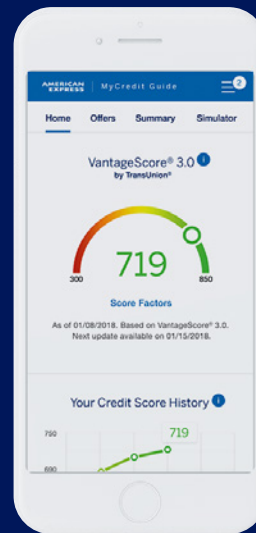 AMERICAN
EXPRESS
MyCredit Guide
2
Home Offers Summary Simulator
VantageScore® 3.0 i
by TransUnion®
719
300 850
Score Factors
As of 01/08/2018. Based on VantageScore® 3.0.
Next update available on 01/15/2018.
Your Credit Score History i
750
719
690